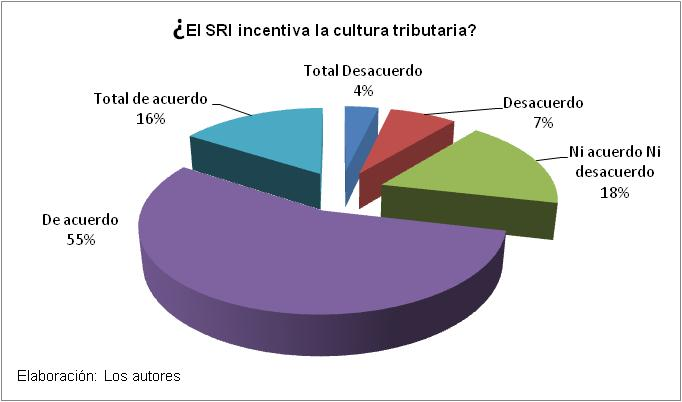 ¿El SRI incentiva la cultura tributaria?
Total Desacuerdo
4%
Desacuerdo
7%
Ni acuerdo Ni
desacuerdo
18%
De acuerdo
55%
Total de acuerdo
16%
Elaboración: Los autores